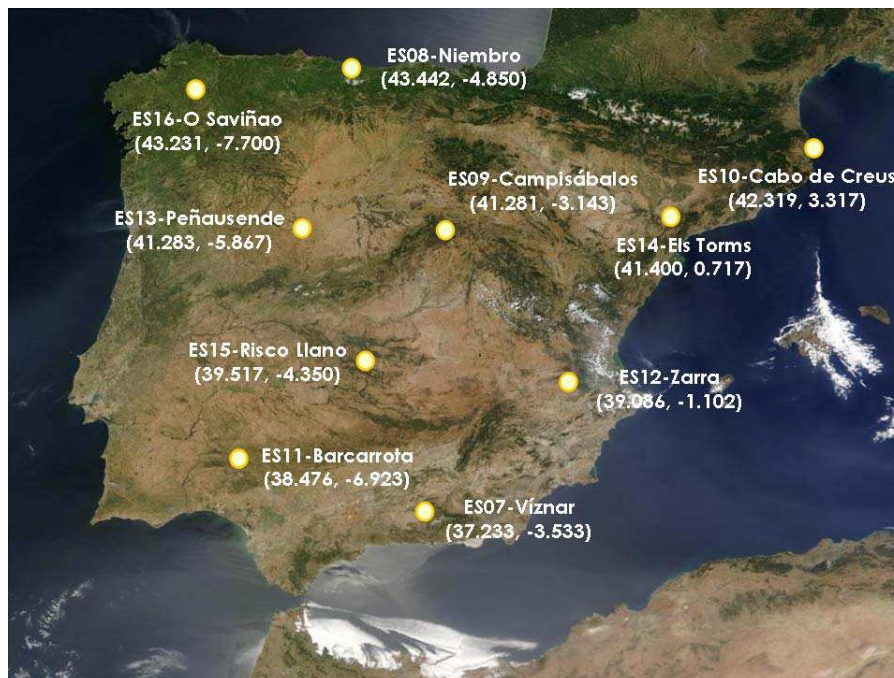 ES08-Niembro
(43.442, -4.850)
ES16-O Saviñao
(43.231, -7.700)
ES09-Campisábalos
(41.281, -3.143)
ES10-Cabo de Creus
(42.319, 3.317)
ES13-Peñausende
(41.283, -5.867)
ES14-Els Torms
(41.400, 0.717)
ES15-Risco Llano
(39.517, -4.350)
ES12-Zarra
(39.086, -1.102)
ES11-Barcarrota
(38.476, -6.923)
ES07-Víznar
(37.233, -3.533)